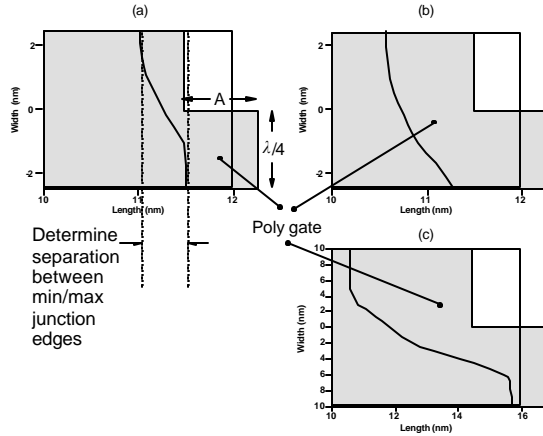 (a)
(b)
2
0
-2
Width (nm)
A
λ/4
10
11
12
Length (nm)
2
0
-2
Width (nm)
10
11
12
Length (nm)
Determine
separation
between
min/max
junction
edges
Poly gate
(c)
10
8
6
4
2
0
2
4
6
8
10
Width (nm)
10
12
14
16
Length (nm)